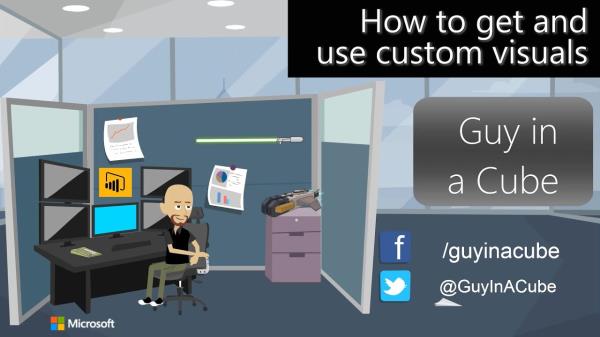 How to get and
use custom visuals
Guy in
a Cube
/guyinacube
@GuyInACube
Microsoft